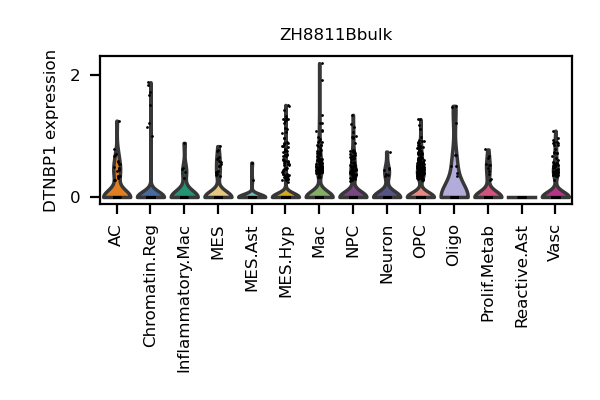 ZH8811Bbulk
DTNBP1 expression
2
0
AC
Chromatin.Reg
Inflammatory.Mac
MES
MES.Ast
MES.Hyp
Mac
NPC
Neuron
OPC
Oligo
Prolif.Metab
Reactive.Ast
Vasc